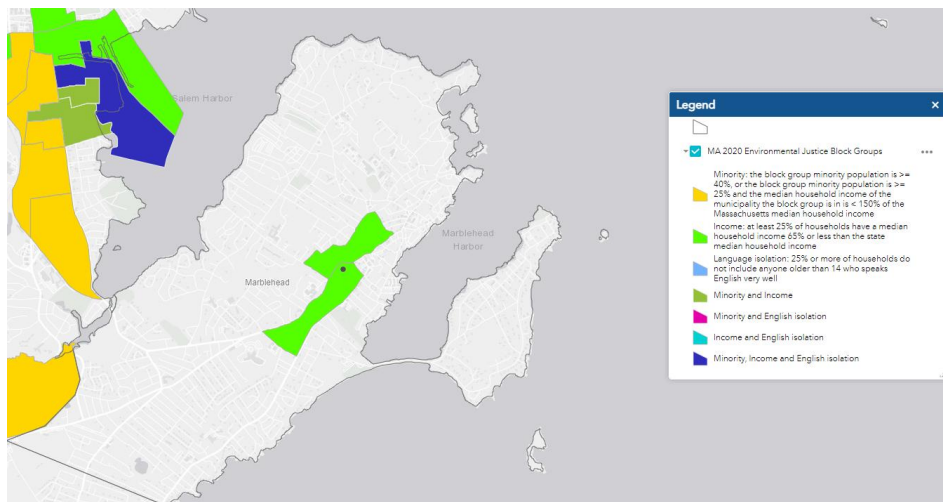 Salem Harbor
Marblehead
Harbor
Marblehead
Legend
MA 2020 Environmental Justice Block Groups
Minority: the block group minority population is >=
40%, or the block group minority population is >=
25% and the median household income of the
municipality the block group is in is < 150% of the
Massachusetts median household income
Income: at least 25% of households have a median
household income 65% or less than the state
median household income
Language isolation: 25% or more of households do
not include anyone older than 14 who speaks
English very well
Minority and Income
Minority and English isolation
Income and English isolation
Minority, Income and English isolation